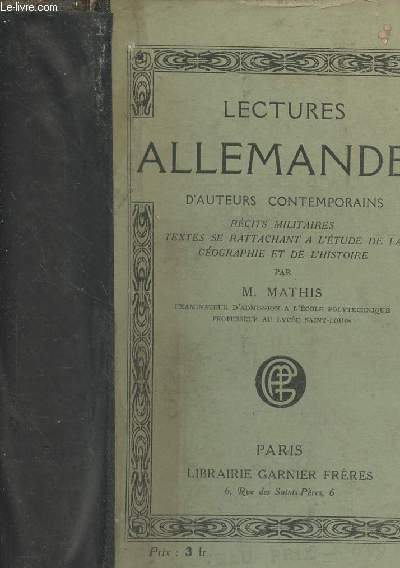 Le-livre.com
LECTURES
ALLEMANDE
D'AUTEURS CONTEMPORAINS
RÉCITS MILITAIRES
TEXTES SE RATTACHANT A L'ÉTUDE DE LA
GÉOGRAPHIE ET DE L'HISTOIRE
PAR
M. MATHIS
EXAMINATEUR D'ADMISSION A L'ÉCOLE POLYTECHNIQUE
PROFESSEUR AU LYCÉE SAINT-LOUIS
PARIS
LIBRAIRIE GARNIER FRÈRES
6, Rue des Saints-Pères, 6
Prix : 3 fr